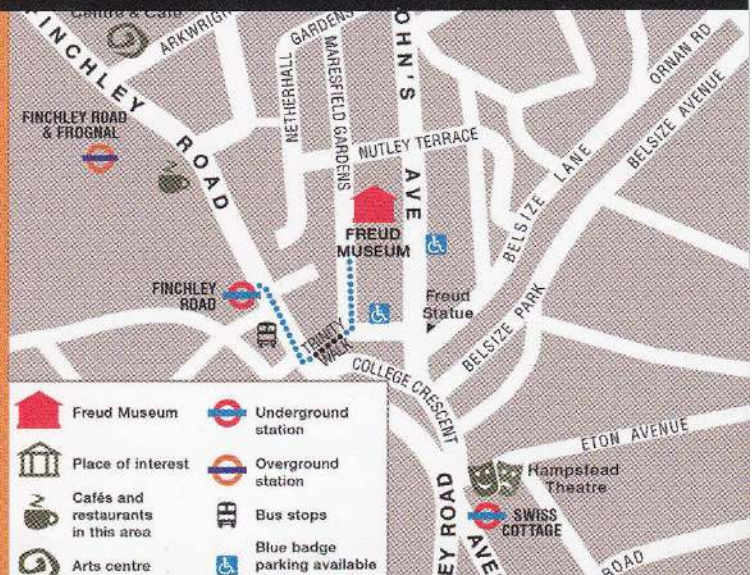 Centre & Café
ARKWRIGHT
FINCHLEY ROAD
GARDENS
NETHERHALL
MARESFIELD GARDENS
OHN'S AVE
ORNAN RD
BELSIZE AVENUE
FINCHLEY ROAD
& FROGNAL
NUTLEY TERRACE
BELSIZE LANE
FREUD
MUSEUM
FINCHLEY
ROAD
Freud
Statue
BELSIZE PARK
TRINITY
WALK
COLLEGE CRESCENT
ETON AVENUE
Hampstead
Theatre
SWISS
COTTAGE
EY ROAD
AVE
ROAD
Freud Museum
Place of interest
Cafés and
restaurants
in this area
Arts centre
Underground
station
Overground
station
Bus stops
Blue badge
parking available